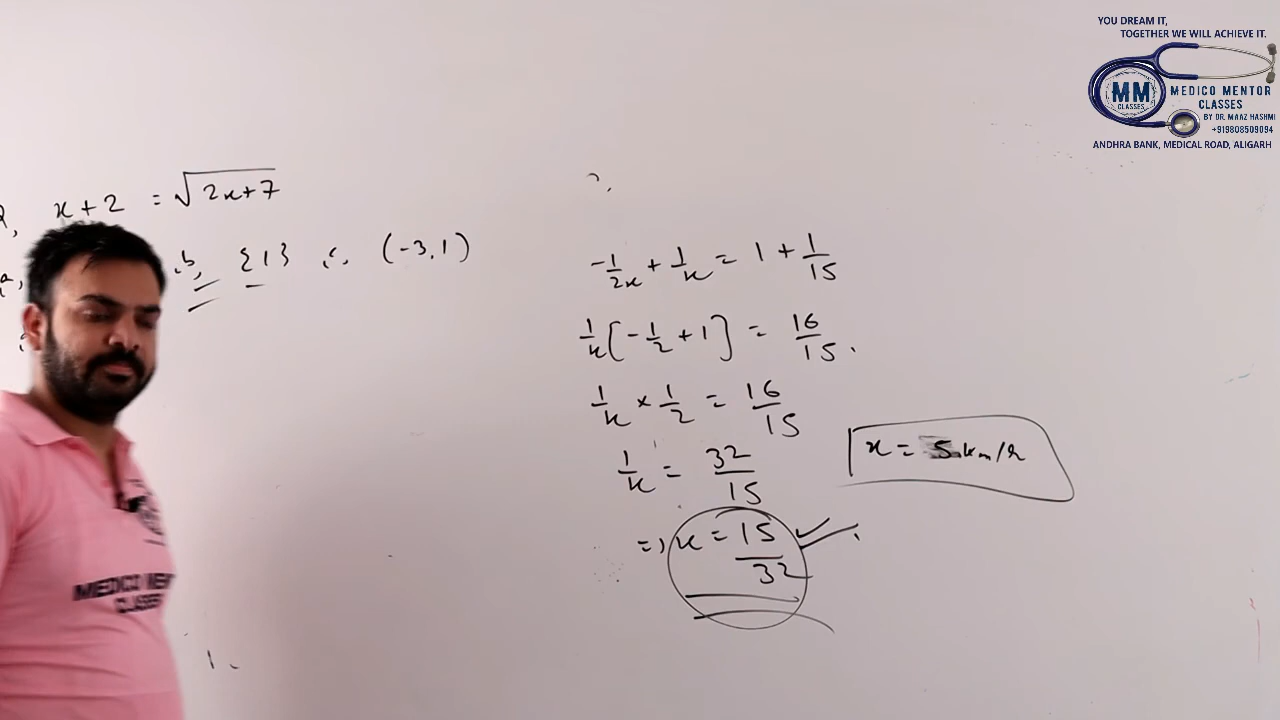 YOU DREAM IT,
TOGETHER WE WILL ACHIEVE IT.
MM
CLASSES
MEDICO MENTOR
CLASSES
BY DR. MAAZ HASHMI
+919808509094
ANDHRA BANK, MEDICAL ROAD, ALIGARH
x+2 = √2x+7
b, {1} c, (-3,1)
-1/2x + 1/x = 1 + 1/15
1/x [-1/2 + 1] = 16/15.
1/x × 1/2 = 16/15
1/x = 32/15
x = 5 km/h
=> x = 15/32
MEDICO MEN
CLASSE